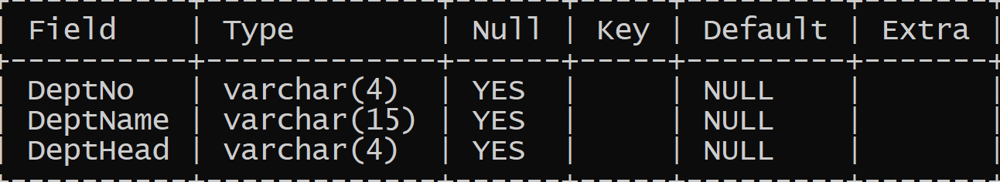 | Field | Type | Null | Key | Default | Extra |
| DeptNo | varchar(4) | YES | | NULL | |
| DeptName | varchar(15) | YES | | NULL | |
| DeptHead | varchar(4) | YES | | NULL | |